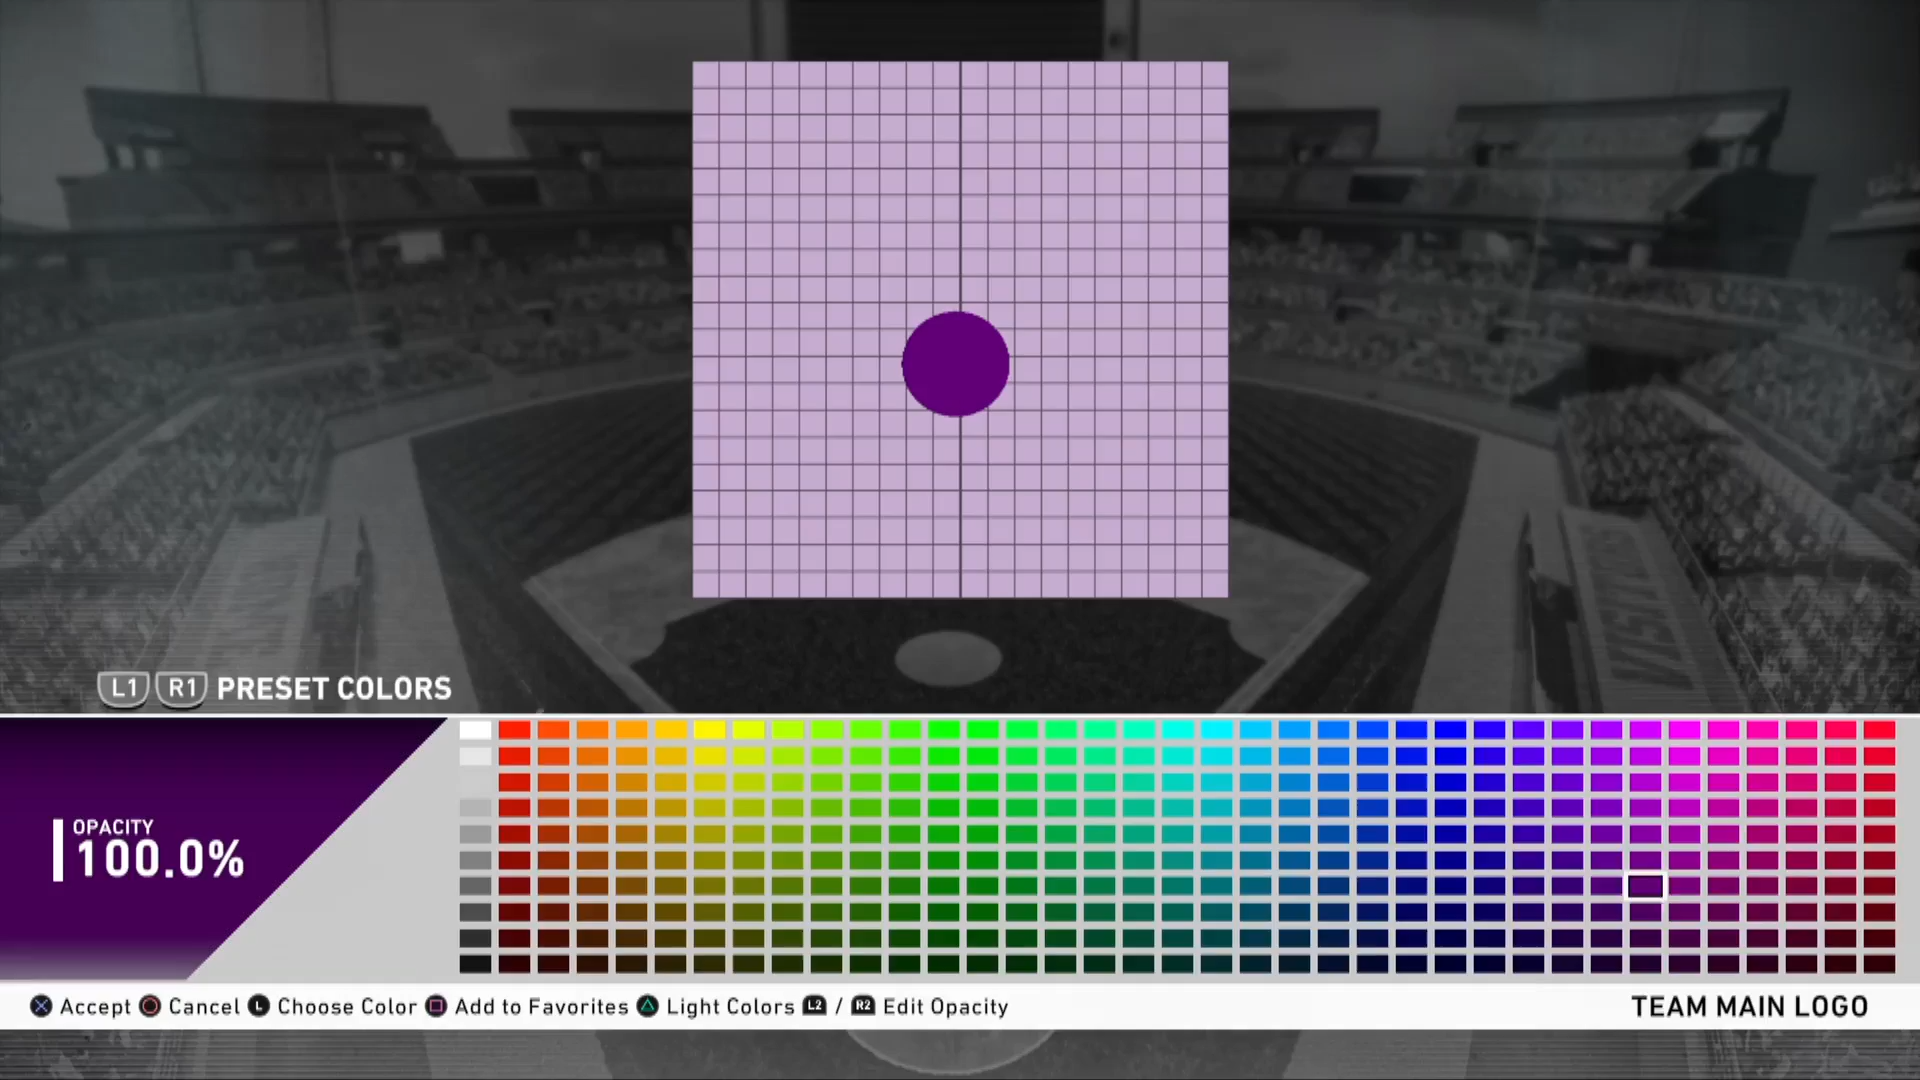 L1 R1 PRESET COLORS
OPACITY
100.0%
Accept Cancel L Choose Color Add to Favorites Light Colors L2 / R2 Edit Opacity
TEAM MAIN LOGO